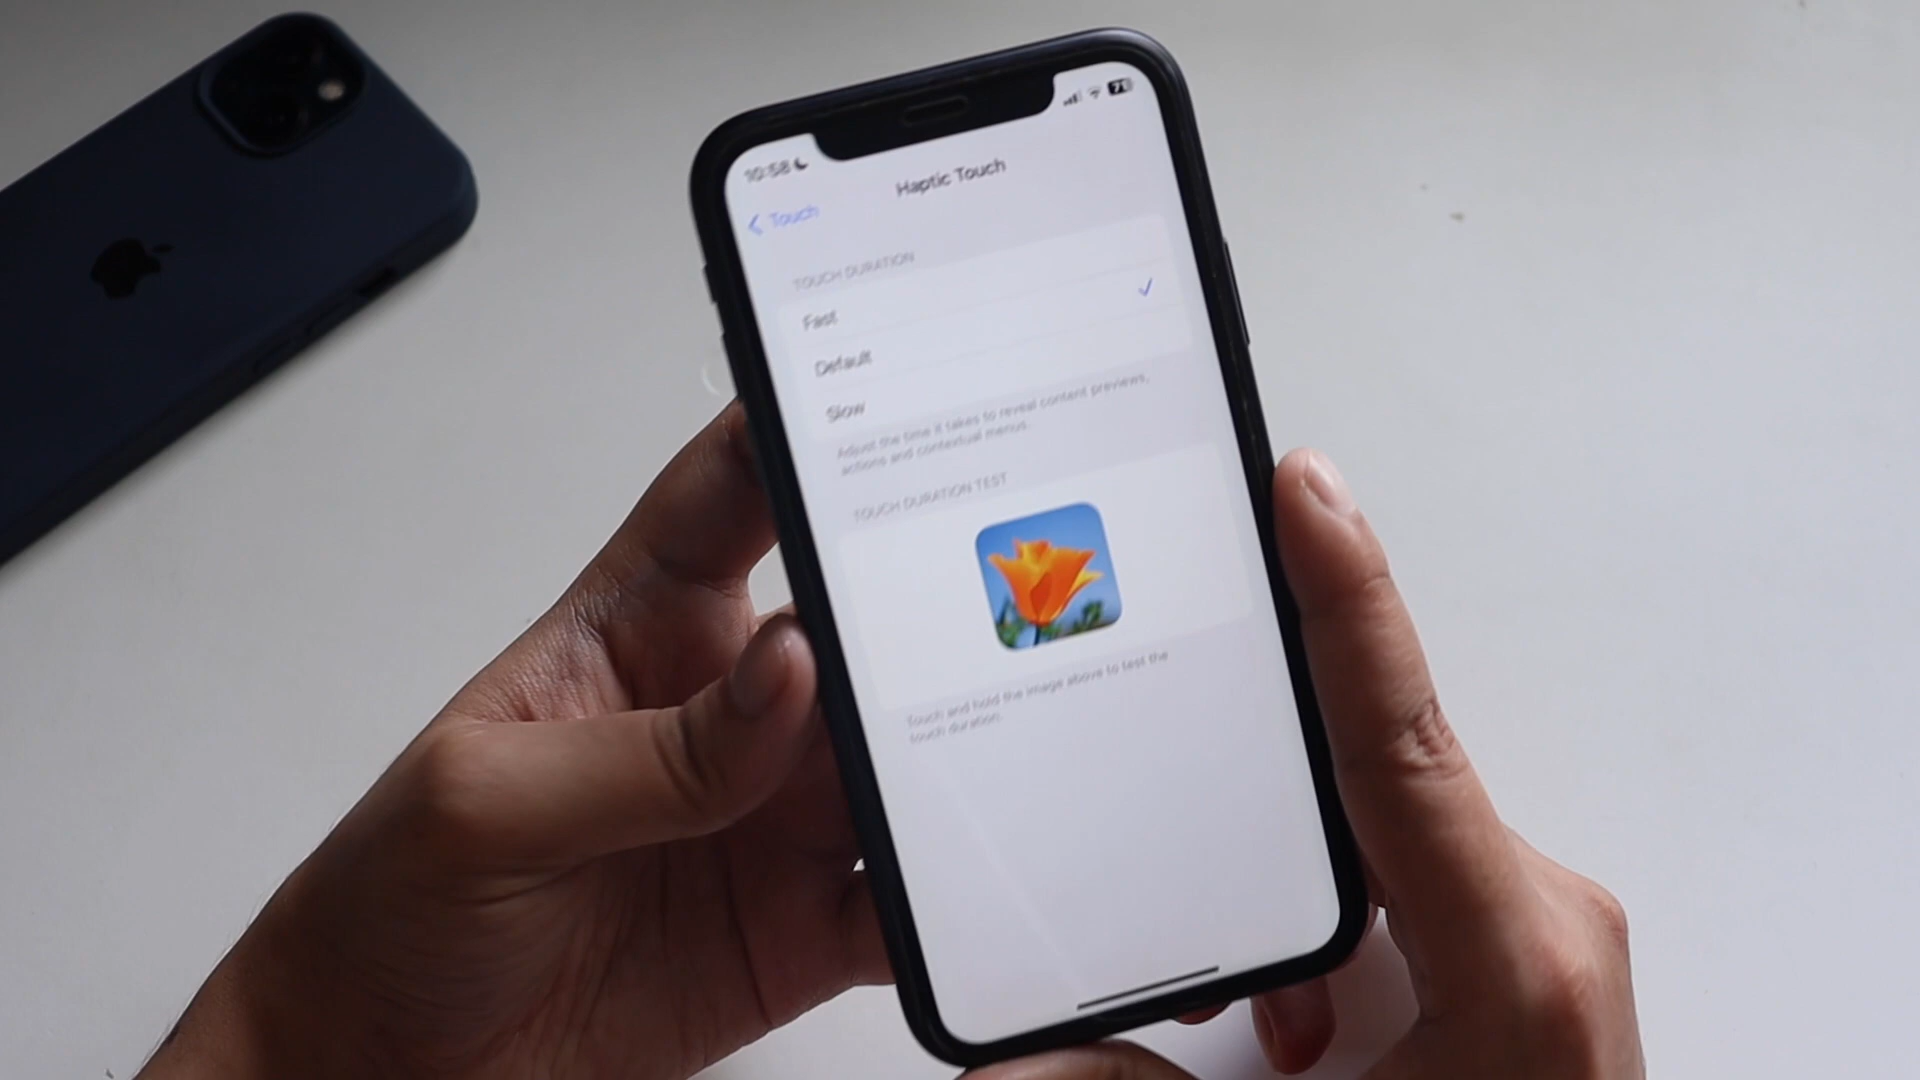 10:58
71
Haptic Touch
Touch
TOUCH DURATION
Fast
Default
Slow
Adjust the time it takes to reveal content previews,
actions and contextual menus.
TOUCH DURATION TEST
Touch and hold the image above to test the
touch duration.